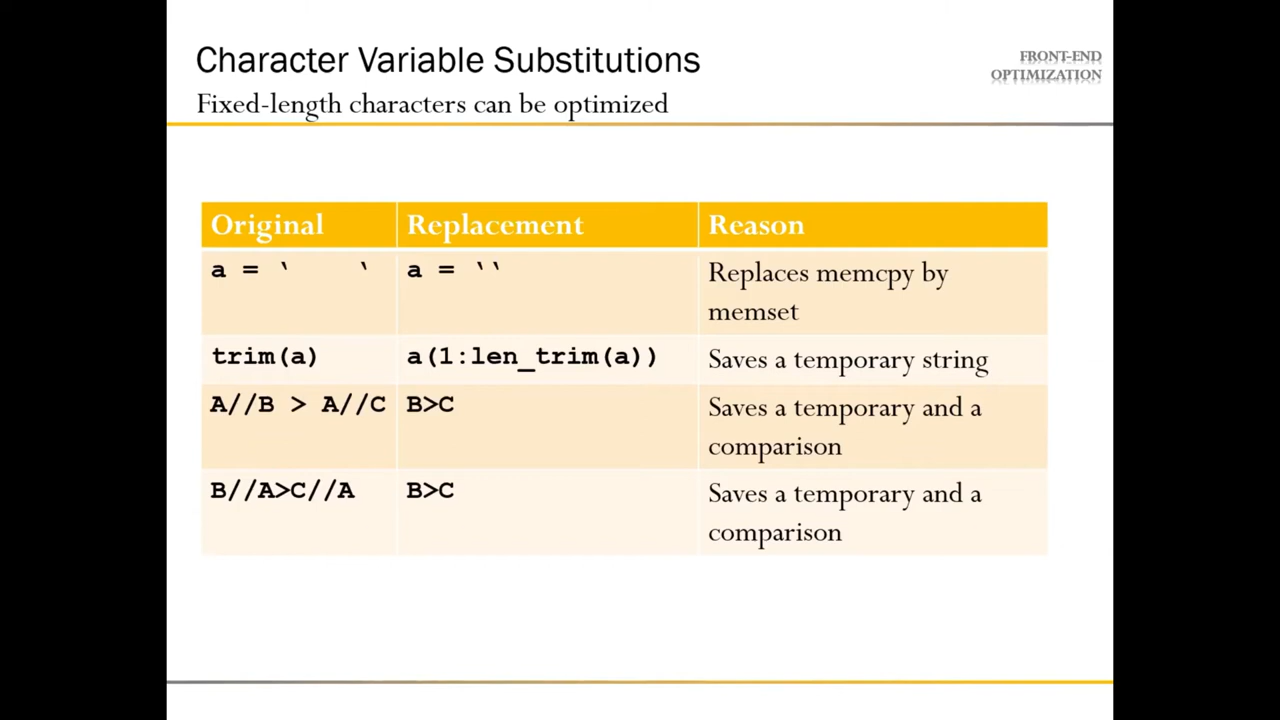 Character Variable Substitutions
Fixed-length characters can be optimized
FRONT-END
OPTIMIZATION
Original Replacement Reason
a = ‘    ‘ a = ‘‘ Replaces memcpy by
memset
trim(a) a(1:len_trim(a)) Saves a temporary string
A//B > A//C B>C Saves a temporary and a
comparison
B//A>C//A B>C Saves a temporary and a
comparison